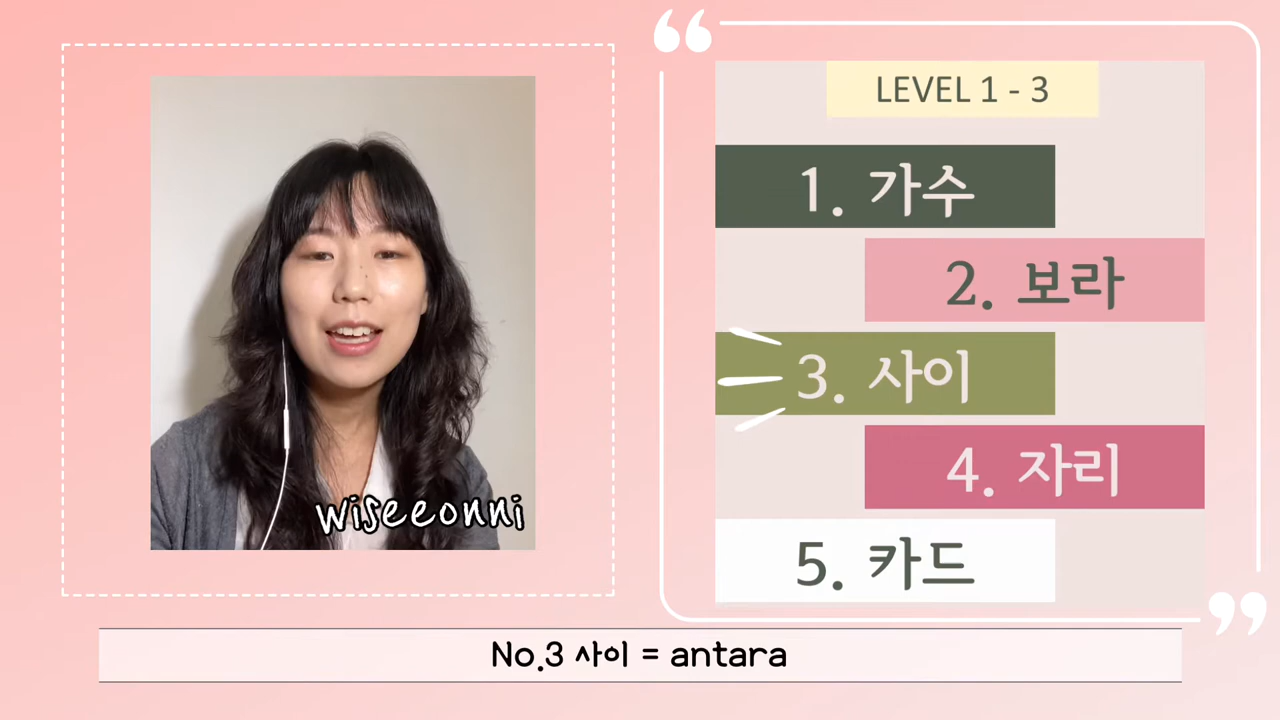 wiseeonni
LEVEL 1 - 3
1. 가수
2. 보라
3. 사이
4. 자리
5. 카드
No.3 사이 = antara